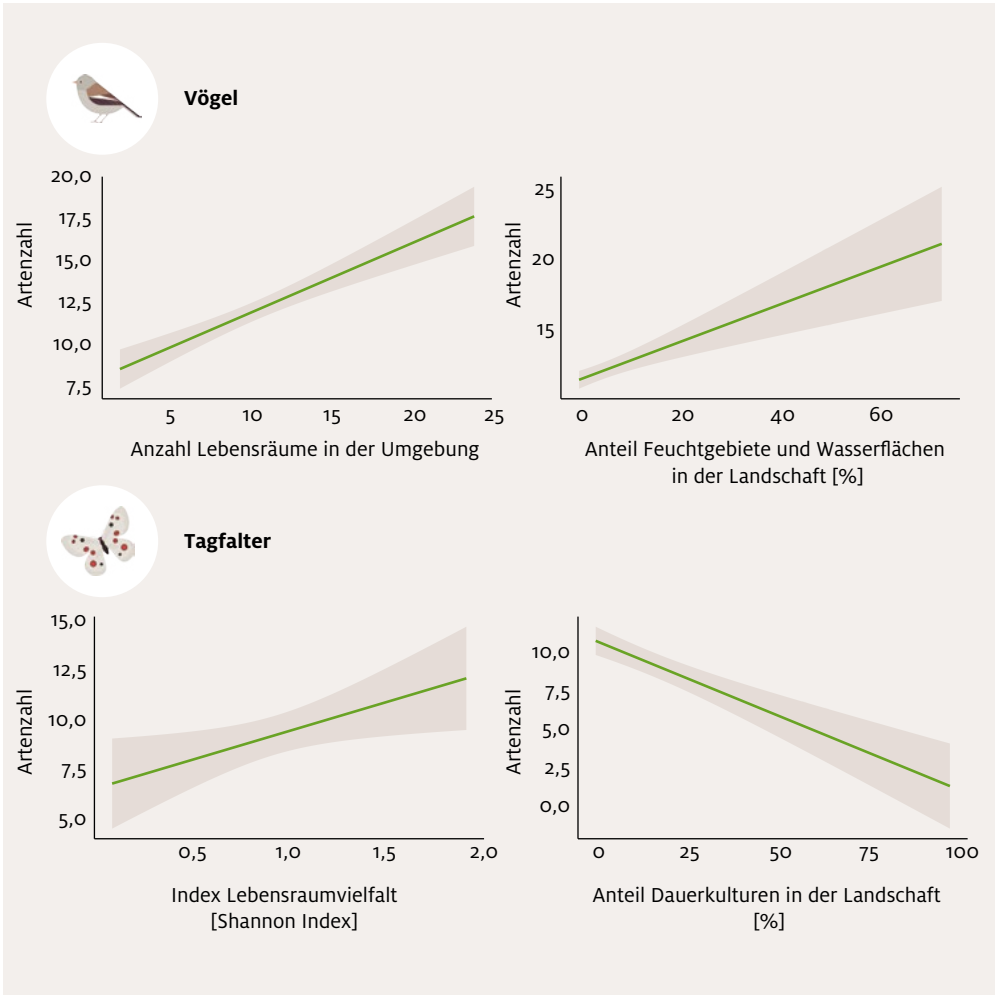 Vögel
Artenzahl
20,0
17,5
15,0
12,5
10,0
7,5
5 10 15 20 25
Anzahl Lebensräume in der Umgebung
Artenzahl
25
20
15
0 20 40 60
Anteil Feuchtgebiete und Wasserflächen
in der Landschaft [%]
Tagfalter
Artenzahl
15,0
12,5
10,0
7,5
5,0
0,5 1,0 1,5 2,0
Index Lebensraumvielfalt
[Shannon Index]
Artenzahl
10,0
7,5
5,0
2,5
0,0
0 25 50 75 100
Anteil Dauerkulturen in der Landschaft
[%]